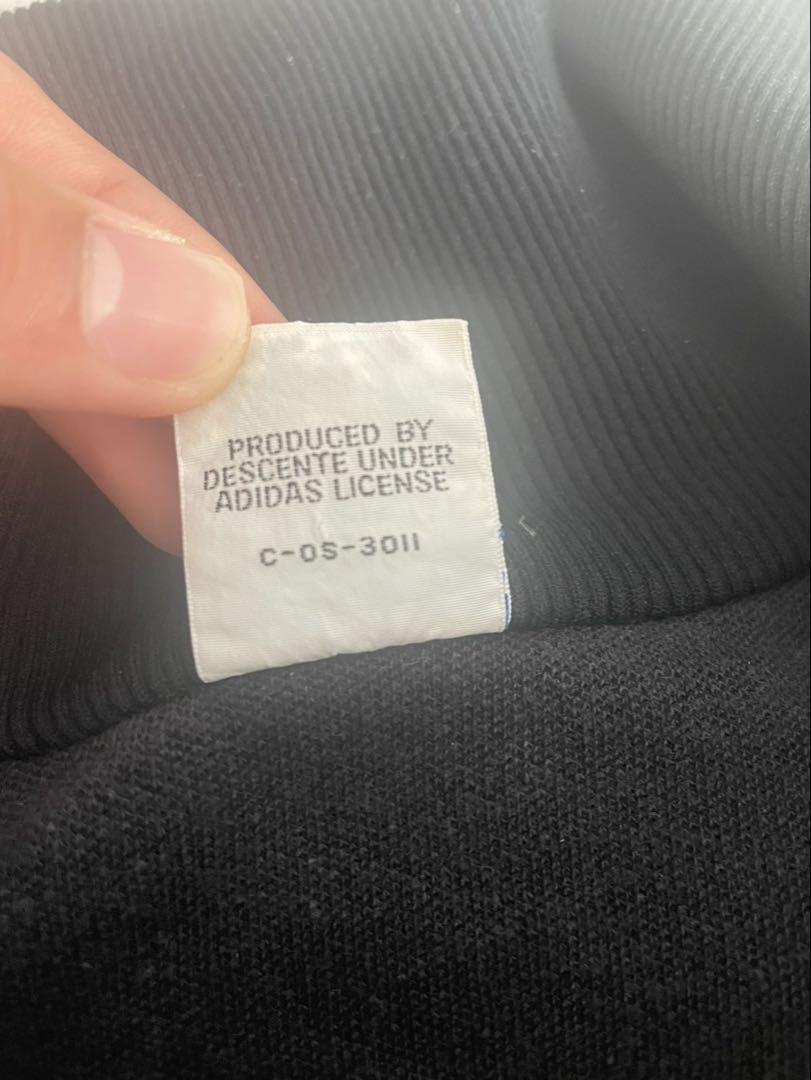 PRODUCED BY
DESCENTE UNDER
ADIDAS LICENSE
C-OS-3011